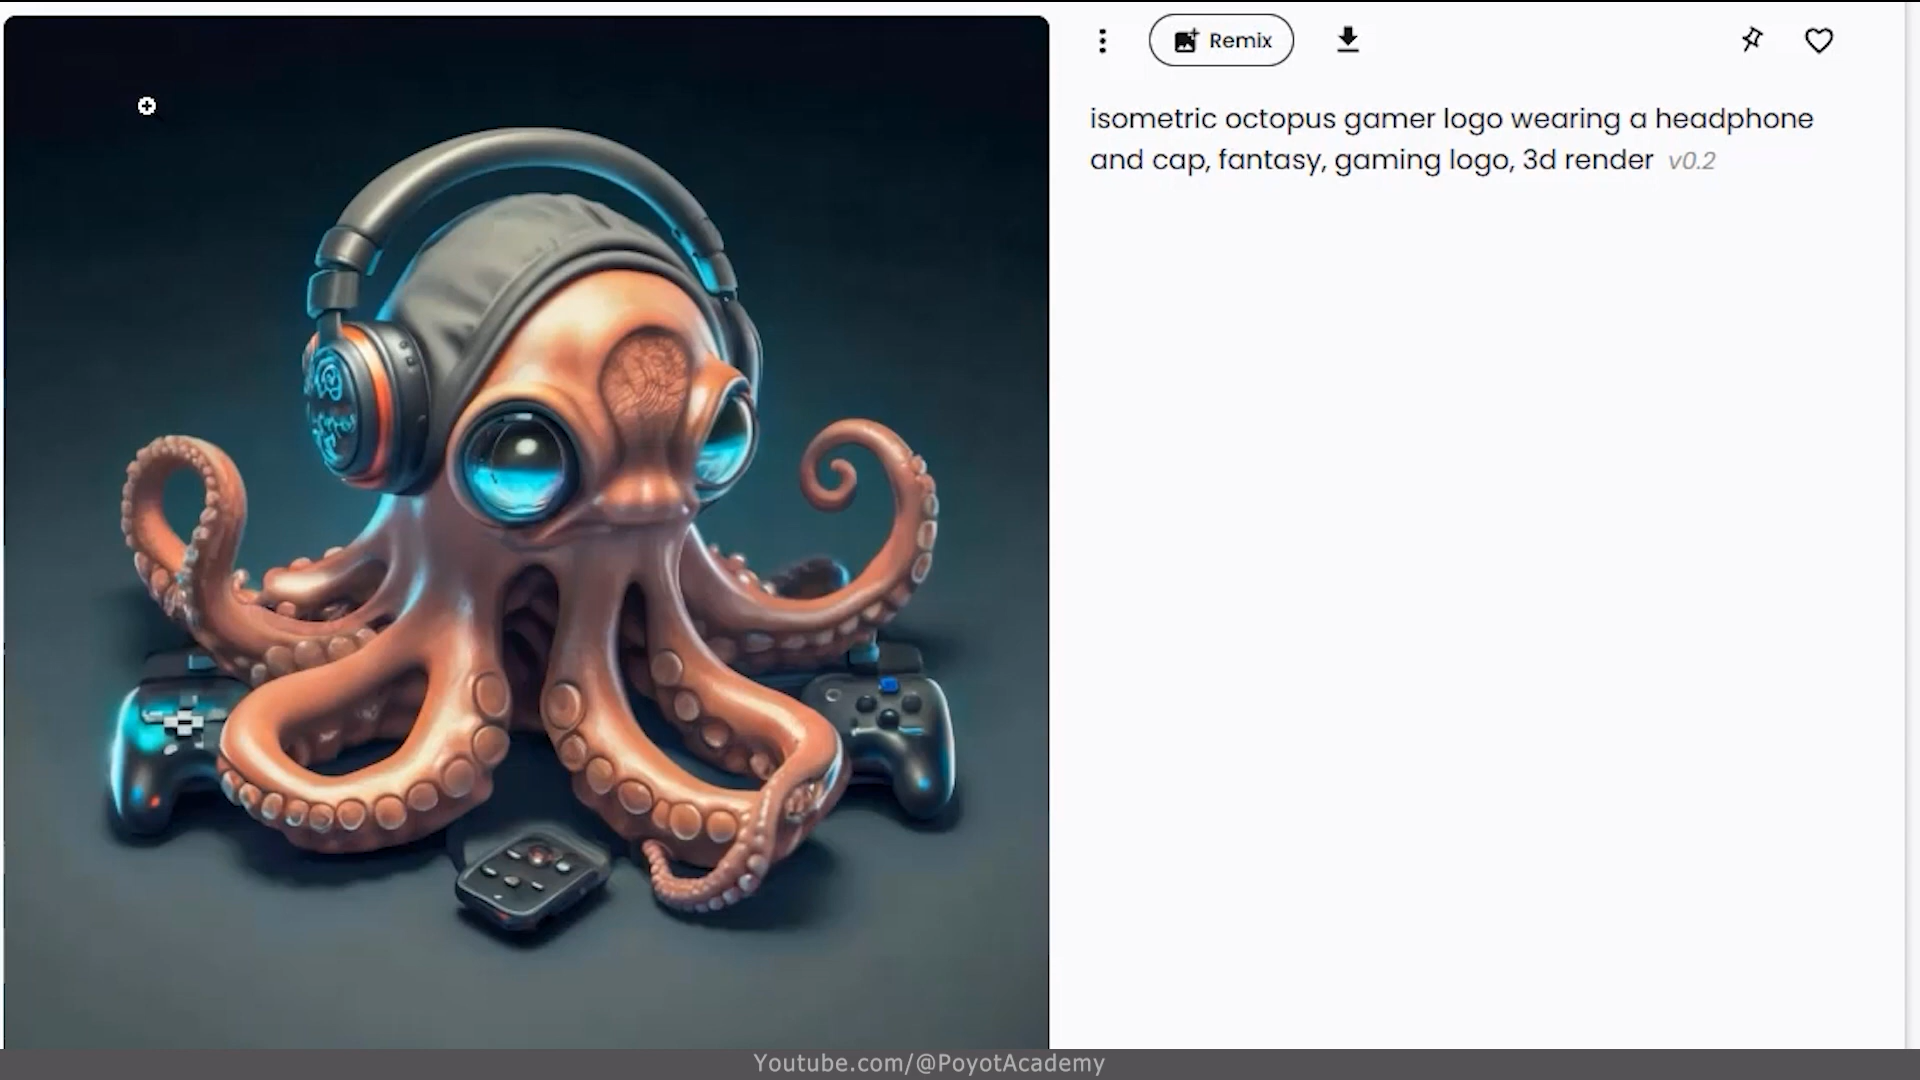 Remix
isometric octopus gamer logo wearing a headphone
and cap, fantasy, gaming logo, 3d render v0.2
Youtube.com/@PoyotAcademy